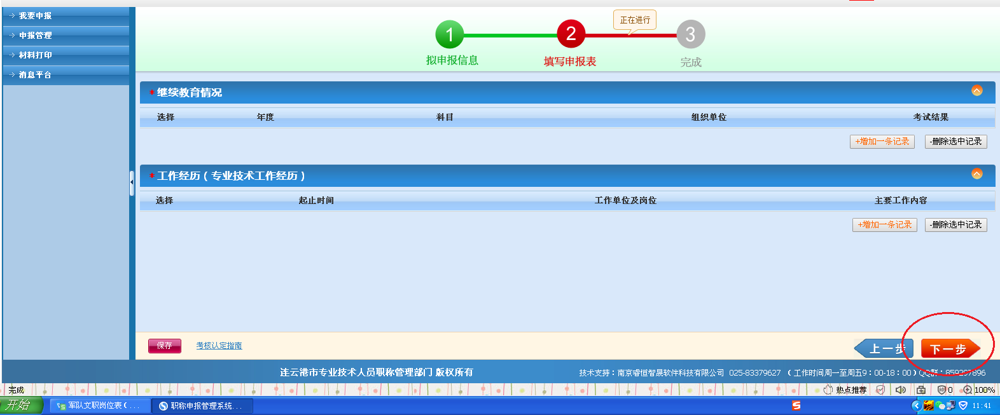 我要申报
申报管理
材料打印
消息平台
正在进行
1 2 3
拟申报信息 填写申报表 完成
*继续教育情况
选择 年度 科目 组织单位 考试结果
+增加一条记录 -删除选中记录
*工作经历（专业技术工作经历）
选择 起止时间 工作单位及岗位 主要工作内容
+增加一条记录 -删除选中记录
保存 考核认定指南 上一步 下一步
连云港市专业技术人员职称管理部门 版权所有 技术支持：南京睿恒智晟软件科技有限公司 025-83379627 （工作时间周一至周五9：00-18：00）QQ群：859297896
完成 热点推荐 0 100%
开始 军队文职岗位表（... 职称申报管理系统... 11:41